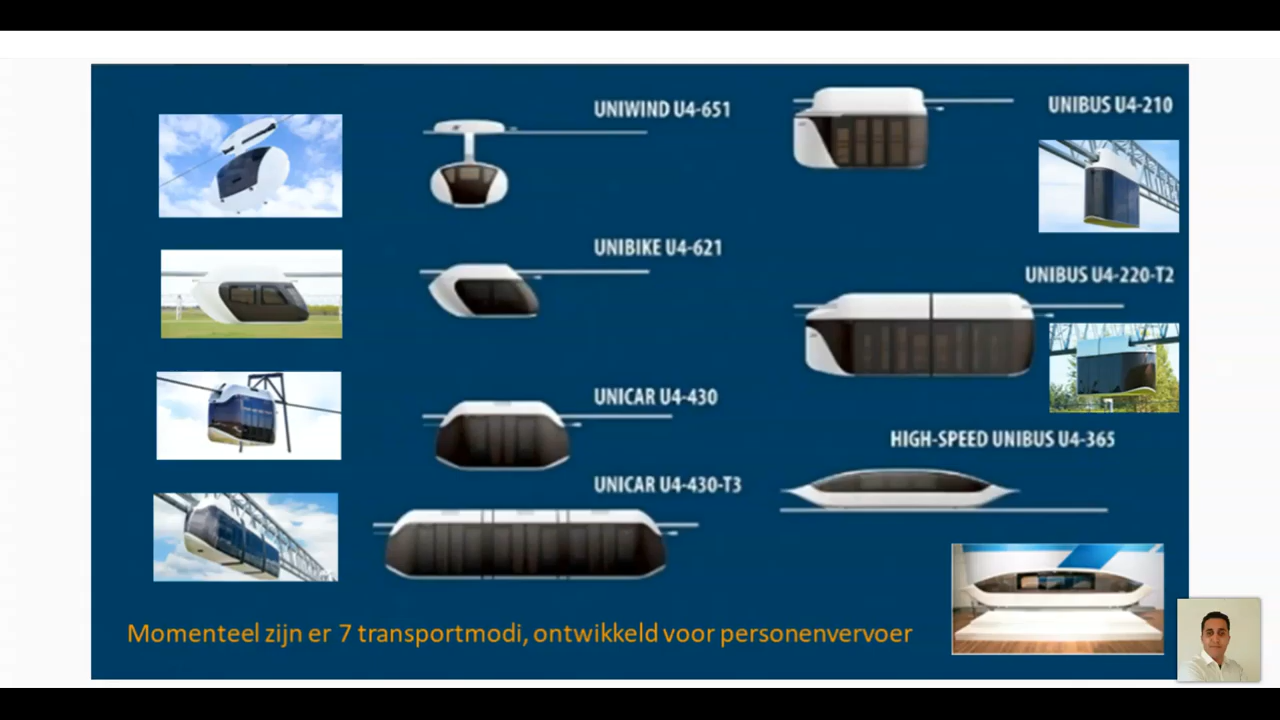 UNIWIND U4-651
UNIBUS U4-210
UNIBIKE U4-621
UNIBUS U4-220-T2
UNICAR U4-430
HIGH-SPEED UNIBUS U4-365
UNICAR U4-430-T3
Momenteel zijn er 7 transportmodi, ontwikkeld voor personenvervoer